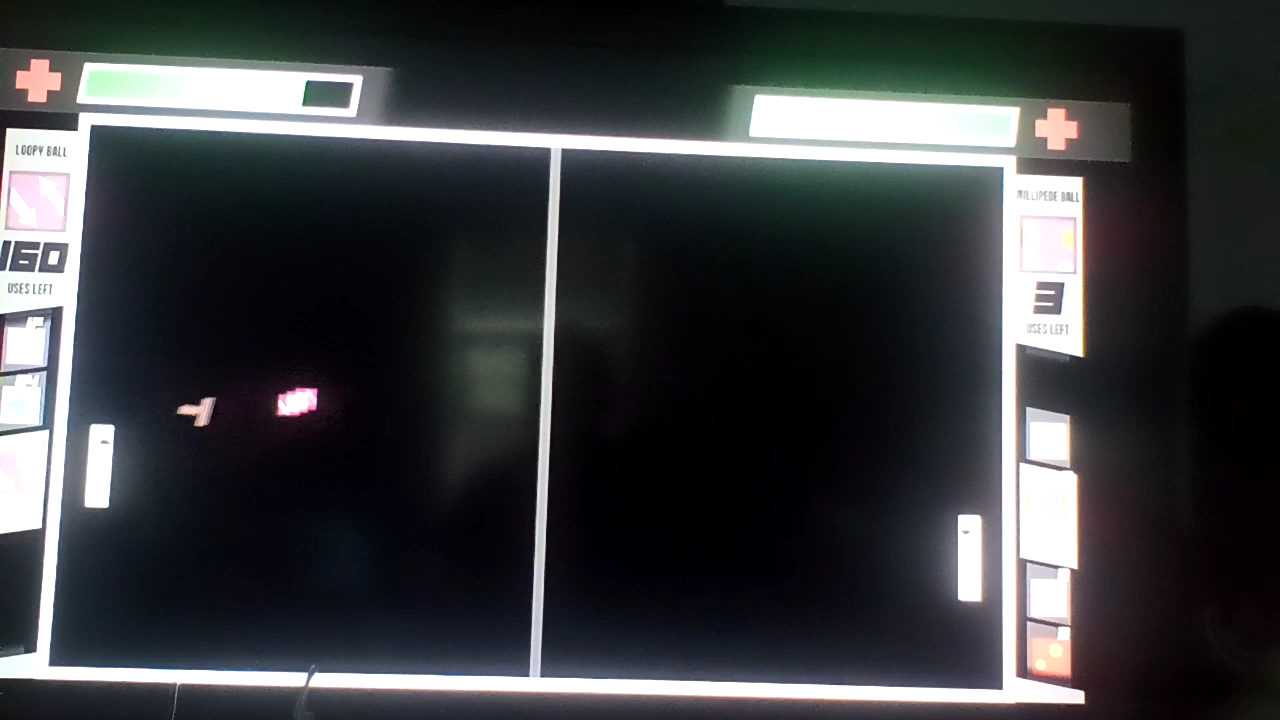 LOOPY BALL
160
USES LEFT
MILLIPEDE BALL
3
USES LEFT